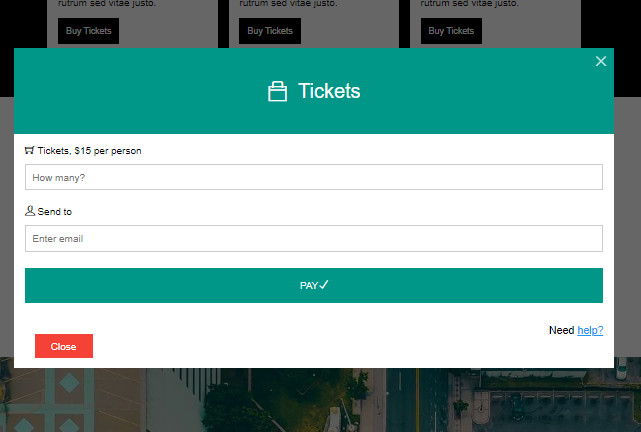 rutrum sed vitae justo.
rutrum sed vitae justo.
rutrum sed vitae justo.
Buy Tickets
Buy Tickets
Buy Tickets
Tickets
Tickets, $15 per person
How many?
Send to
Enter email
PAY
Need help?
Close